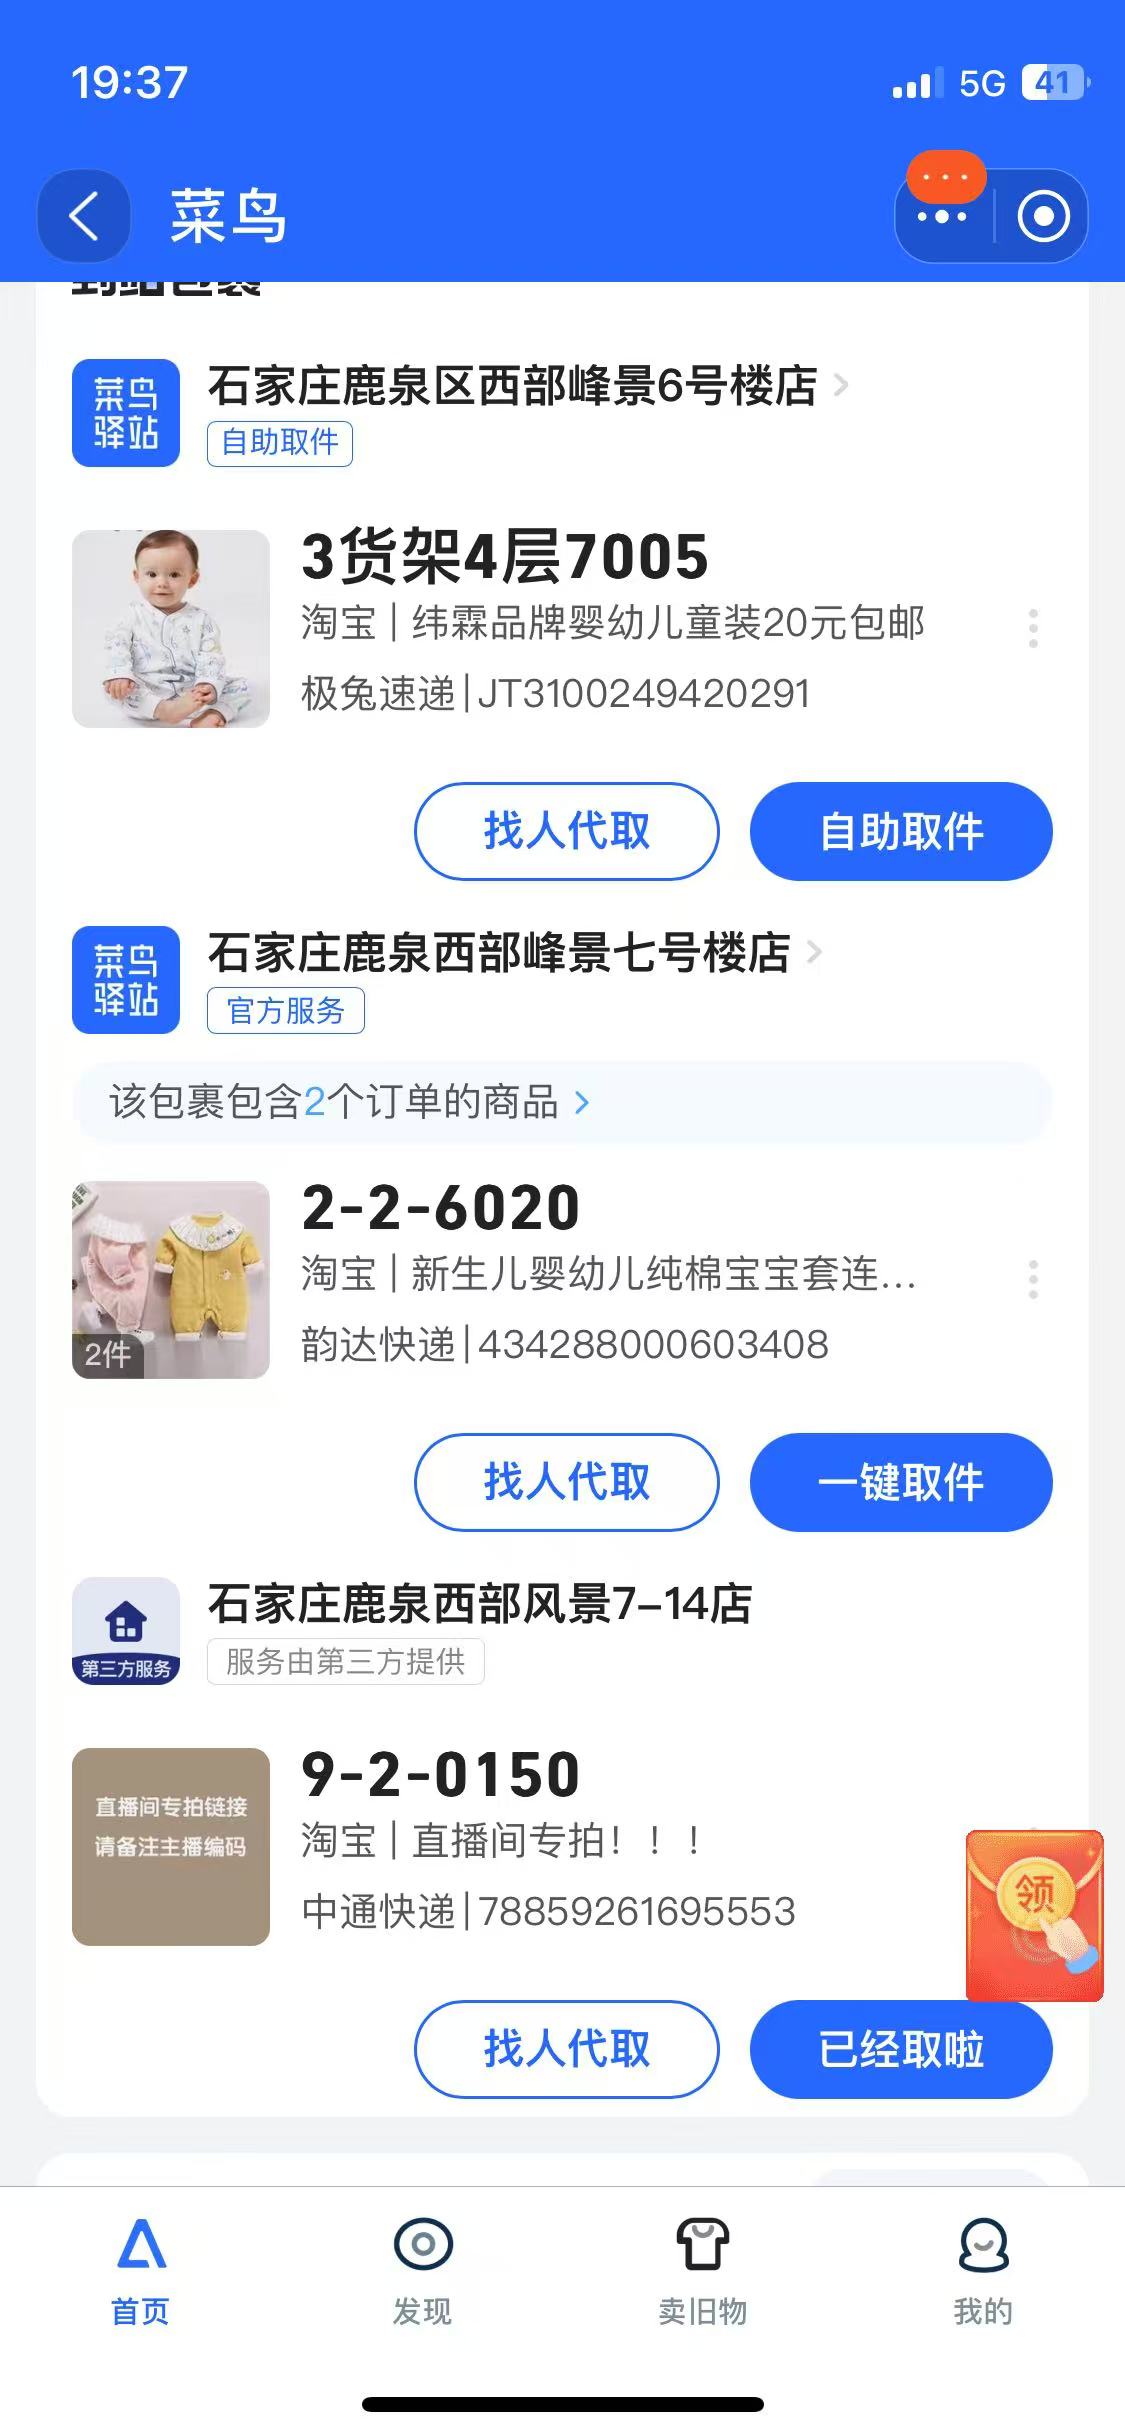 19:37
5G
41
菜鸟
到站包裹
菜鸟
驿站
石家庄鹿泉区西部峰景6号楼店
自助取件
3货架4层7005
淘宝 | 纬霖品牌婴幼儿童装20元包邮
极兔速递|JT3100249420291
找人代取
自助取件
菜鸟
驿站
石家庄鹿泉西部峰景七号楼店
官方服务
该包裹包含2个订单的商品
2-2-6020
淘宝 | 新生儿婴幼儿纯棉宝宝套连...
2件
韵达快递|434288000603408
找人代取
一键取件
第三方服务
石家庄鹿泉西部风景7-14店
服务由第三方提供
直播间专拍链接
请备注主播编码
9-2-0150
淘宝 | 直播间专拍！！！
中通快递|78859261695553
领
找人代取
已经取啦
首页
发现
卖旧物
我的